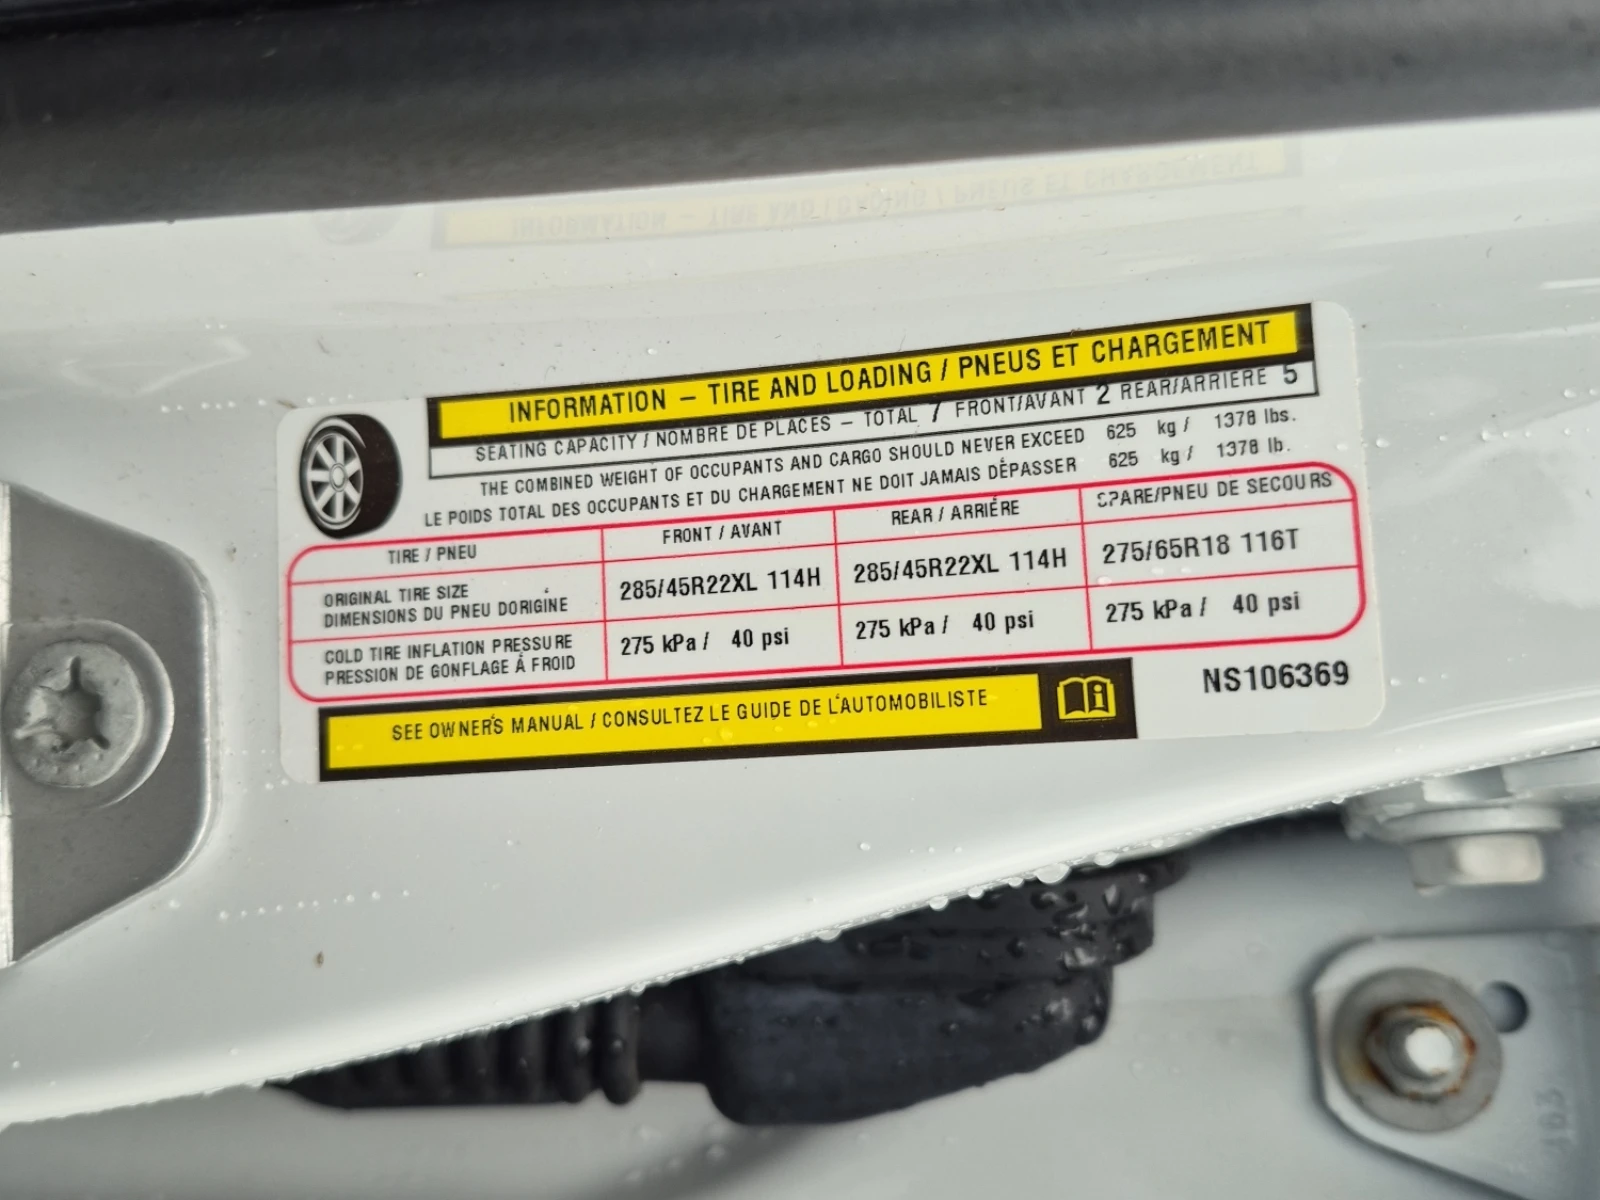 INFORMATION – TIRE AND LOADING / PNEUS ET CHARGEMENT
SEATING CAPACITY / NOMBRE DE PLACES – TOTAL 7 FRONT/AVANT 2 REAR/ARRIÈRE 5
THE COMBINED WEIGHT OF OCCUPANTS AND CARGO SHOULD NEVER EXCEED 625 kg / 1378 lbs.
LE POIDS TOTAL DES OCCUPANTS ET DU CHARGEMENT NE DOIT JAMAIS DÉPASSER 625 kg / 1378 lb.
TIRE / PNEU FRONT / AVANT REAR / ARRIÉRE SPARE/PNEU DE SECOURS
ORIGINAL TIRE SIZE
DIMENSIONS DU PNEU D'ORIGINE 285/45R22XL 114H 285/45R22XL 114H 275/65R18 116T
COLD TIRE INFLATION PRESSURE
PRESSION DE GONFLAGE Á FROID 275 kPa / 40 psi 275 kPa / 40 psi 275 kPa / 40 psi
SEE OWNER'S MANUAL / CONSULTEZ LE GUIDE DE L'AUTOMOBILISTE
NS106369